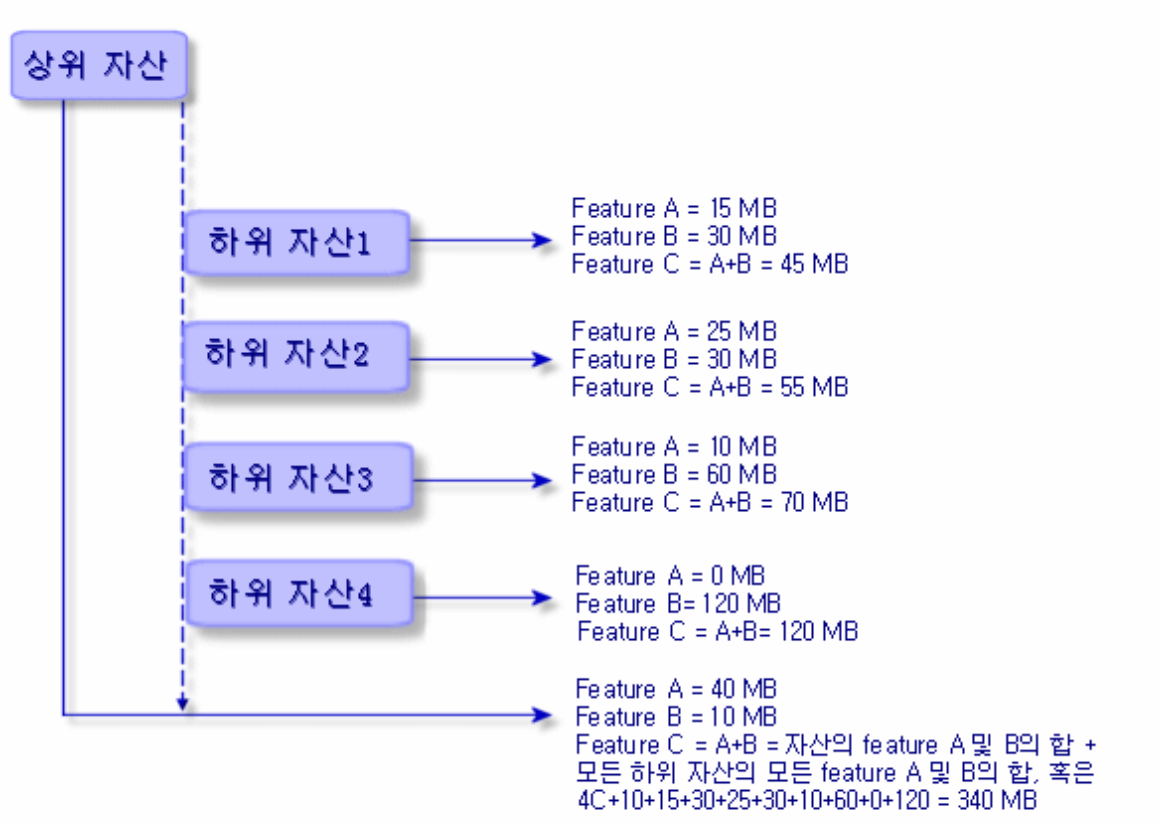 상위 자산
하위 자산1
Feature A = 15 MB
Feature B = 30 MB
Feature C = A+B = 45 MB
하위 자산2
Feature A = 25 MB
Feature B = 30 MB
Feature C = A+B = 55 MB
하위 자산3
Feature A = 10 MB
Feature B = 60 MB
Feature C = A+B = 70 MB
하위 자산4
Feature A = 0 MB
Feature B= 120 MB
Feature C = A+B= 120 MB
Feature A = 40 MB
Feature B = 10 MB
Feature C = A+B = 자산의 feature A 및 B의 합 +
모든 하위 자산의 모든 feature A 및 B의 합, 혹은
4C+10+15+30+25+30+10+60+0+120 = 340 MB